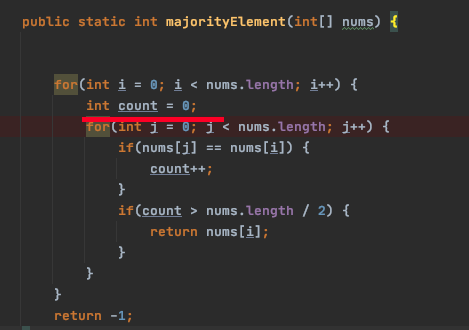 public static int majorityElement(int[] nums) {
for(int i = 0; i < nums.length; i++) {
int count = 0;
for(int j = 0; j < nums.length; j++) {
if(nums[j] == nums[i]) {
count++;
}
if(count > nums.length / 2) {
return nums[i];
}
}
}
return -1;